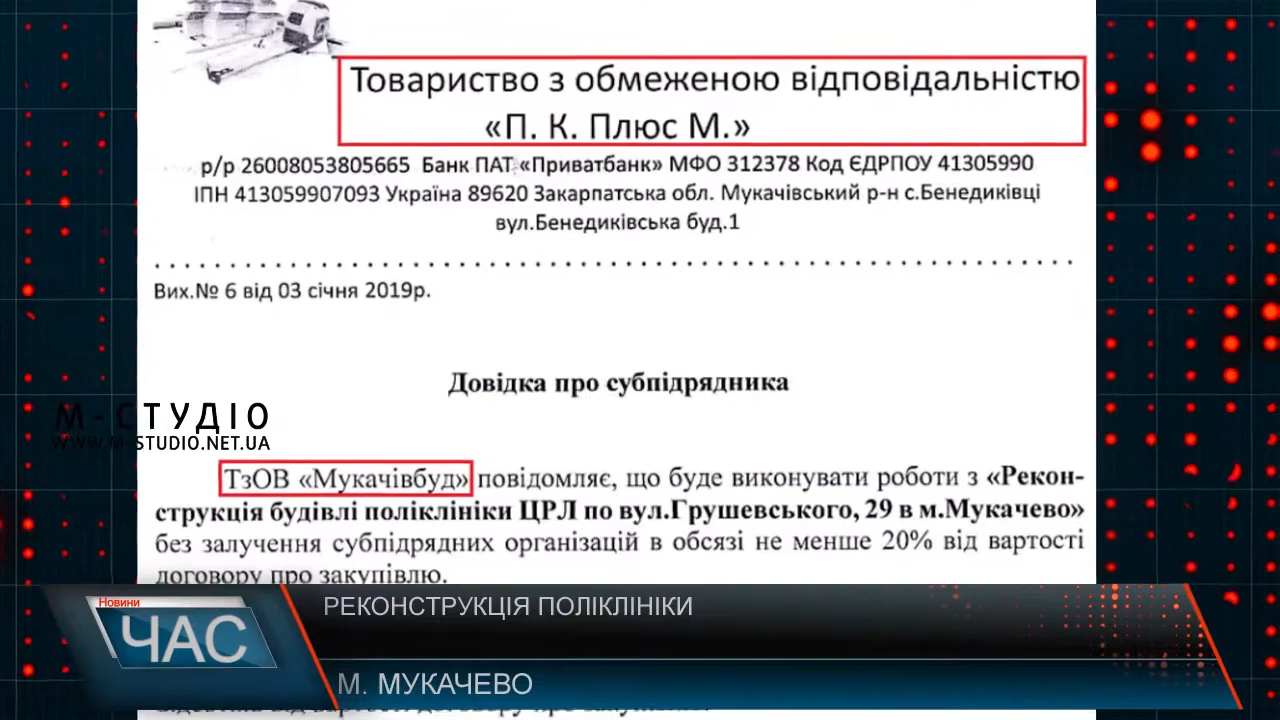 Товариство з обмеженою відповідальністю
«П. К. Плюс М.»
р/р 26008053805665 Банк ПАТ «Приватбанк» МФО 312378 Код ЄДРПОУ 41305990
ІПН 413059907093 Україна 89620 Закарпатська обл. Мукачівський р-н с.Бенедиківці
вул.Бенедиківська буд.1
Вих.№ 6 від 03 січня 2019р.
Довідка про субпідрядника
М-СТУДІО
WWW.M-STUDIO.NET.UA
ТзОВ «Мукачівбуд» повідомляє, що буде виконувати роботи з «Рекон-
струкція будівлі поліклініки ЦРЛ по вул.Грушевського, 29 в м.Мукачево»
без залучення субпідрядних організацій в обсязі не менше 20% від вартості
договору про закупівлю.
Новини
ЧАС
РЕКОНСТРУКЦІЯ ПОЛІКЛІНІКИ
М. МУКАЧЕВО